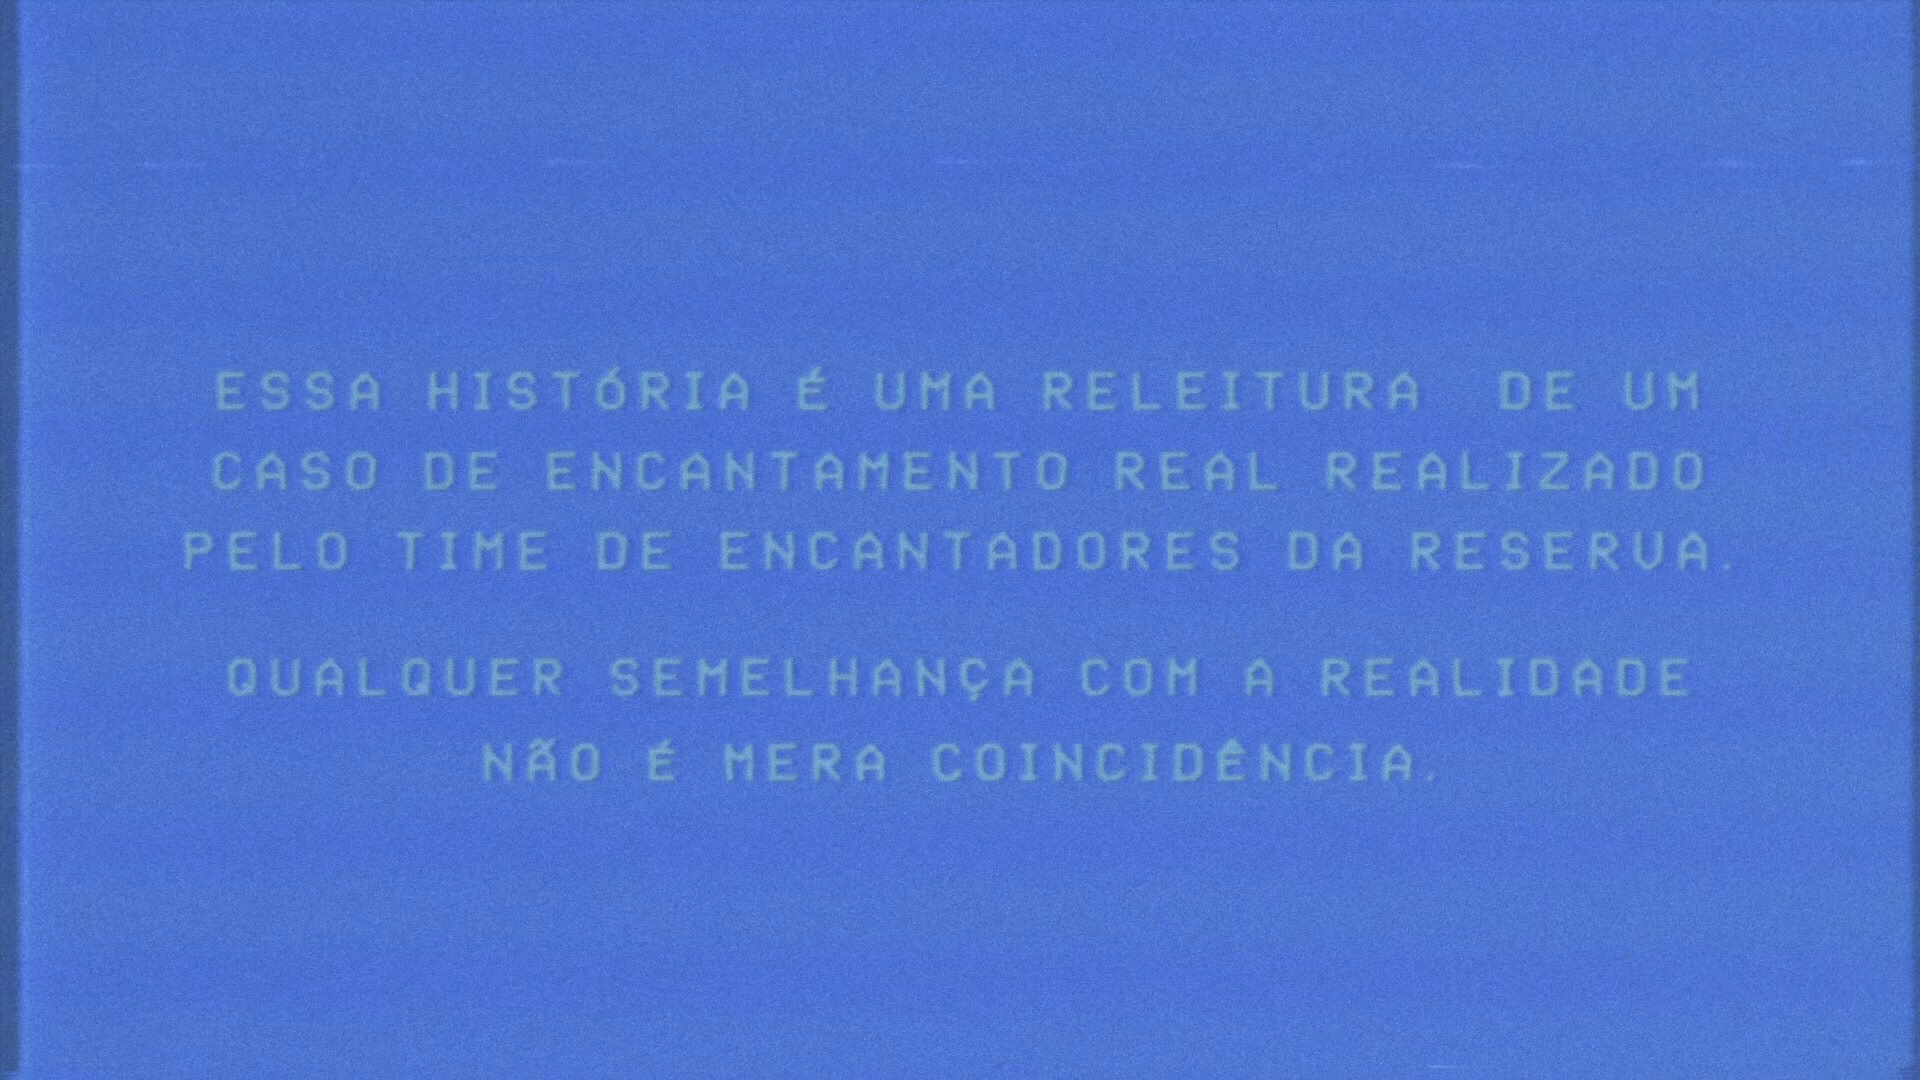 ESSA HISTÓRIA É UMA RELEITURA DE UM
CASO DE ENCANTAMENTO REAL REALIZADO
PELO TIME DE ENCANTADORES DA RESERVA.
QUALQUER SEMELHANÇA COM A REALIDADE
NÃO É MERA COINCIDÊNCIA.